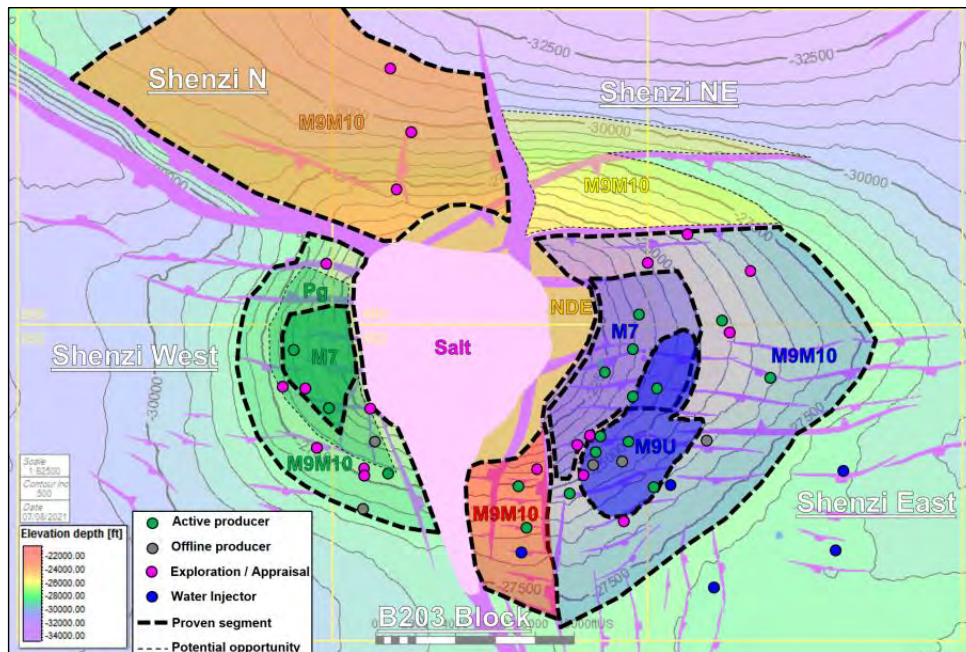 -32500
-32500
Shenzi N
Shenzi NE
M9M10
-30000
M9M10
-30000
Pg
NDE
M7
M7
Salt
M9M10
Shenzi West
-30000
M9U
M9M10
M9M10
Shenzi East
-27500
-27500
B203 Block
Scale
1:82500
Contour inc
500
Date
07/08/2021
Elevation depth [ft]
-22000.00
-24000.00
-26000.00
-28000.00
-30000.00
-32000.00
-34000.00
Active producer
Offline producer
Exploration / Appraisal
Water Injector
Proven segment
Potential opportunity